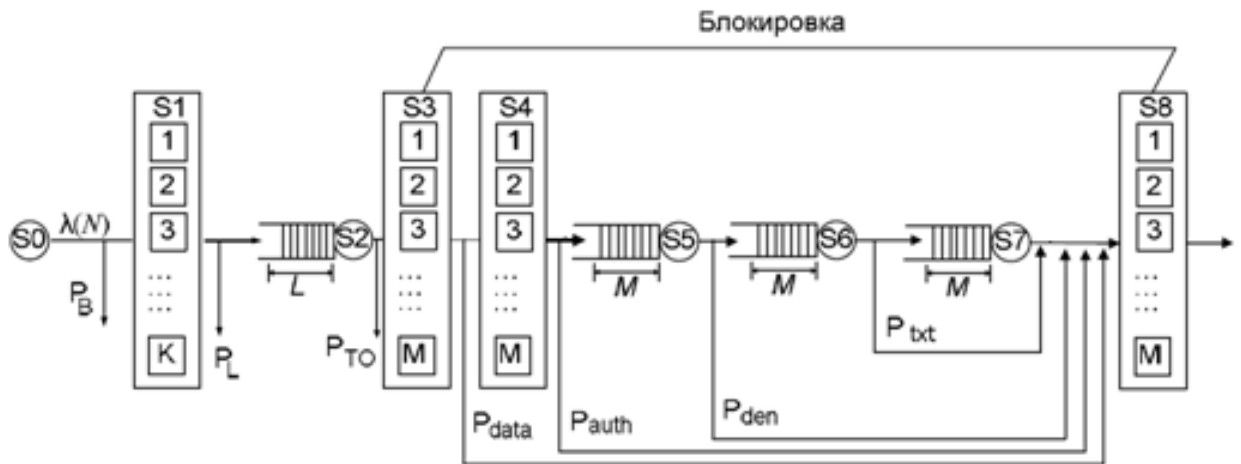 Блокировка
S1 S3 S4 S8
1 1 1 1
2 2 2 2
S0 λ(N) 3 S2 3 3 S5 S6 S7 3
... ... ... ...
... ... ... ...
L M M M
P_B
P_txt
K P_L P_TO M M M
P_data P_auth P_den